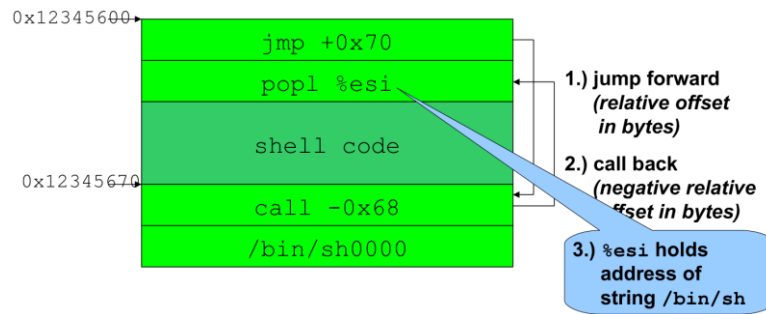 0x12345600
jmp +0x70
popl %esi
shell code
0x12345670
call -0x68
/bin/sh0000
1.) jump forward
(relative offset
in bytes)
2.) call back
(negative relative
offset in bytes)
3.) %esi holds
address of
string /bin/sh